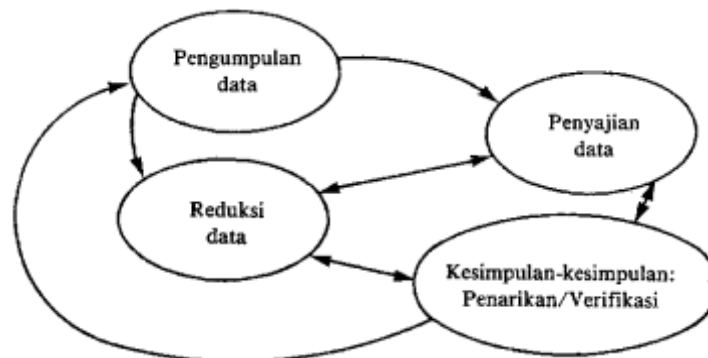 Pengumpulan
data
Penyajian
data
Reduksi
data
Kesimpulan-kesimpulan:
Penarikan/Verifikasi